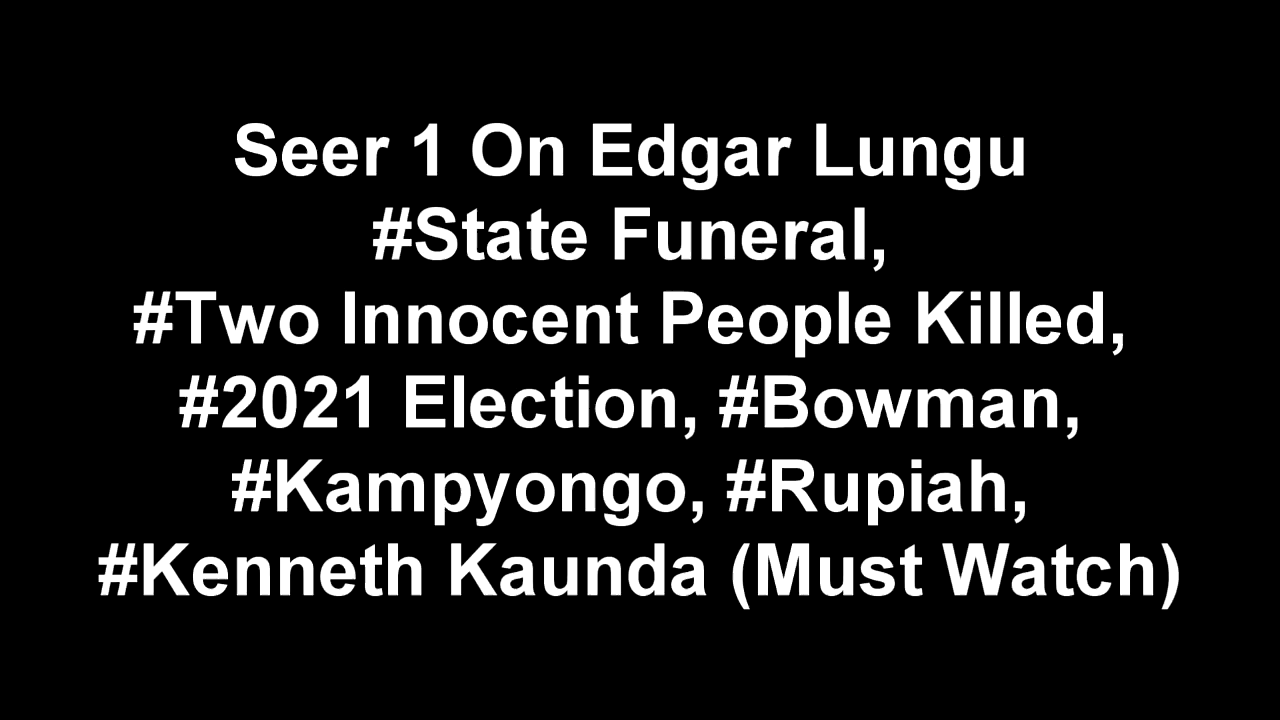 Seer 1 On Edgar Lungu
#State Funeral,
#Two Innocent People Killed,
#2021 Election, #Bowman,
#Kampyongo, #Rupiah,
#Kenneth Kaunda (Must Watch)